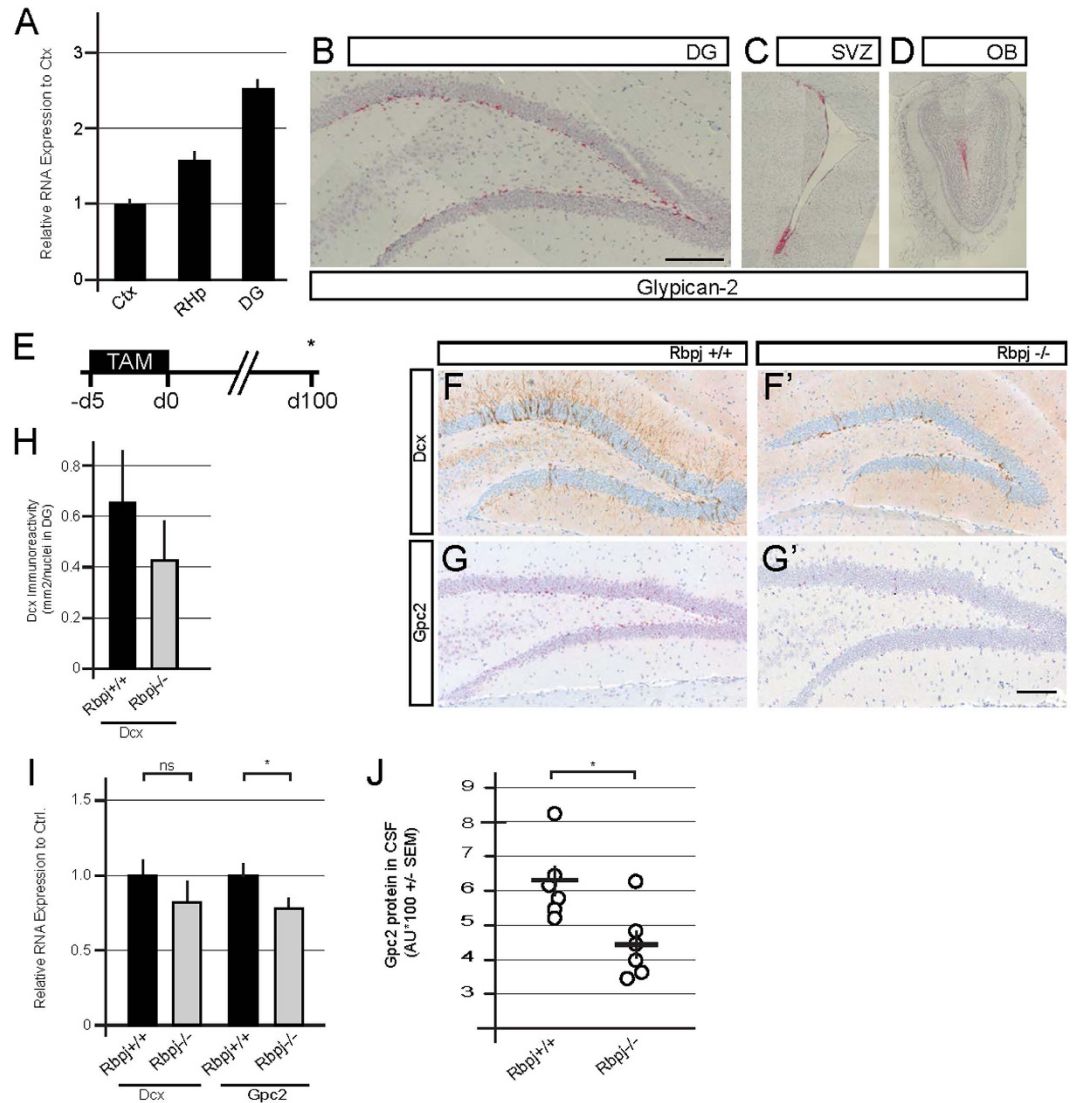 A
Relative RNA Expression to Ctx
3
2
1
0
Ctx
RHp
DG
B
DG
C
SVZ
D
OB
Glypican-2
E
TAM
*
-d5
d0
d100
Rbpj +/+
Rbpj -/-
Dcx
F
F'
Gpc2
G
G'
H
Dcx Immunoreactivity
(mm2/nuclei in DG)
0.8
0.6
0.4
0.2
0
Rbpj+/+
Rbpj-/-
Dcx
I
Relative RNA Expression to Ctrl.
1.5
1.0
0.5
0
ns
*
Rbpj+/+
Rbpj-/-
Rbpj+/+
Rbpj-/-
Dcx
Gpc2
J
Gpc2 protein in CSF
(AU*100 +/- SEM)
9
8
7
6
5
4
3
*
Rbpj+/+
Rbpj-/-